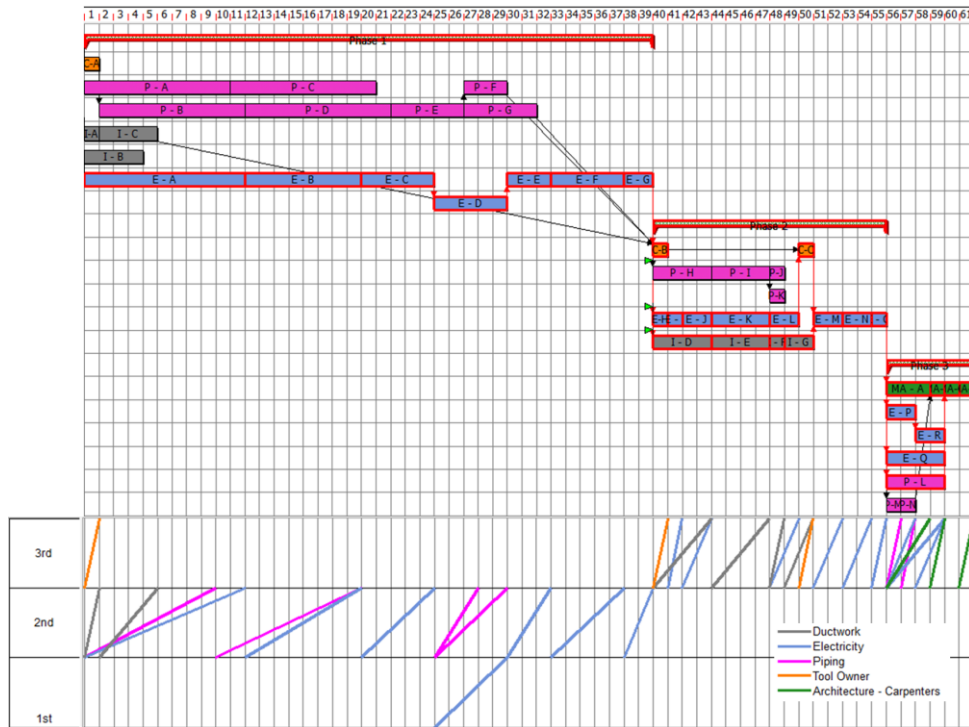 1 2 3 4 5 6 7 8 9 10 11 12 13 14 15 16 17 18 19 20 21 22 23 24 25 26 27 28 29 30 31 32 33 34 35 36 37 38 39 40 41 42 43 44 45 46 47 48 49 50 51 52 53 54 55 56 57 58 59 60
Phase 1
C-A
P - A P - C P - F
P - B P - D P - E P - G
I-A I - C
I - B
E - A E - B E - C E - E E - F E - G
E - D
Phase 2
C-B C-C
P - H P - I P-J
P-K
E-H E - J E - K E - L E - M E - N
I - D I - E I - G
Phase 3
MA - A
E - P
E - R
E - Q
P - L
3rd
2nd
1st
Ductwork
Electricity
Piping
Tool Owner
Architecture - Carpenters